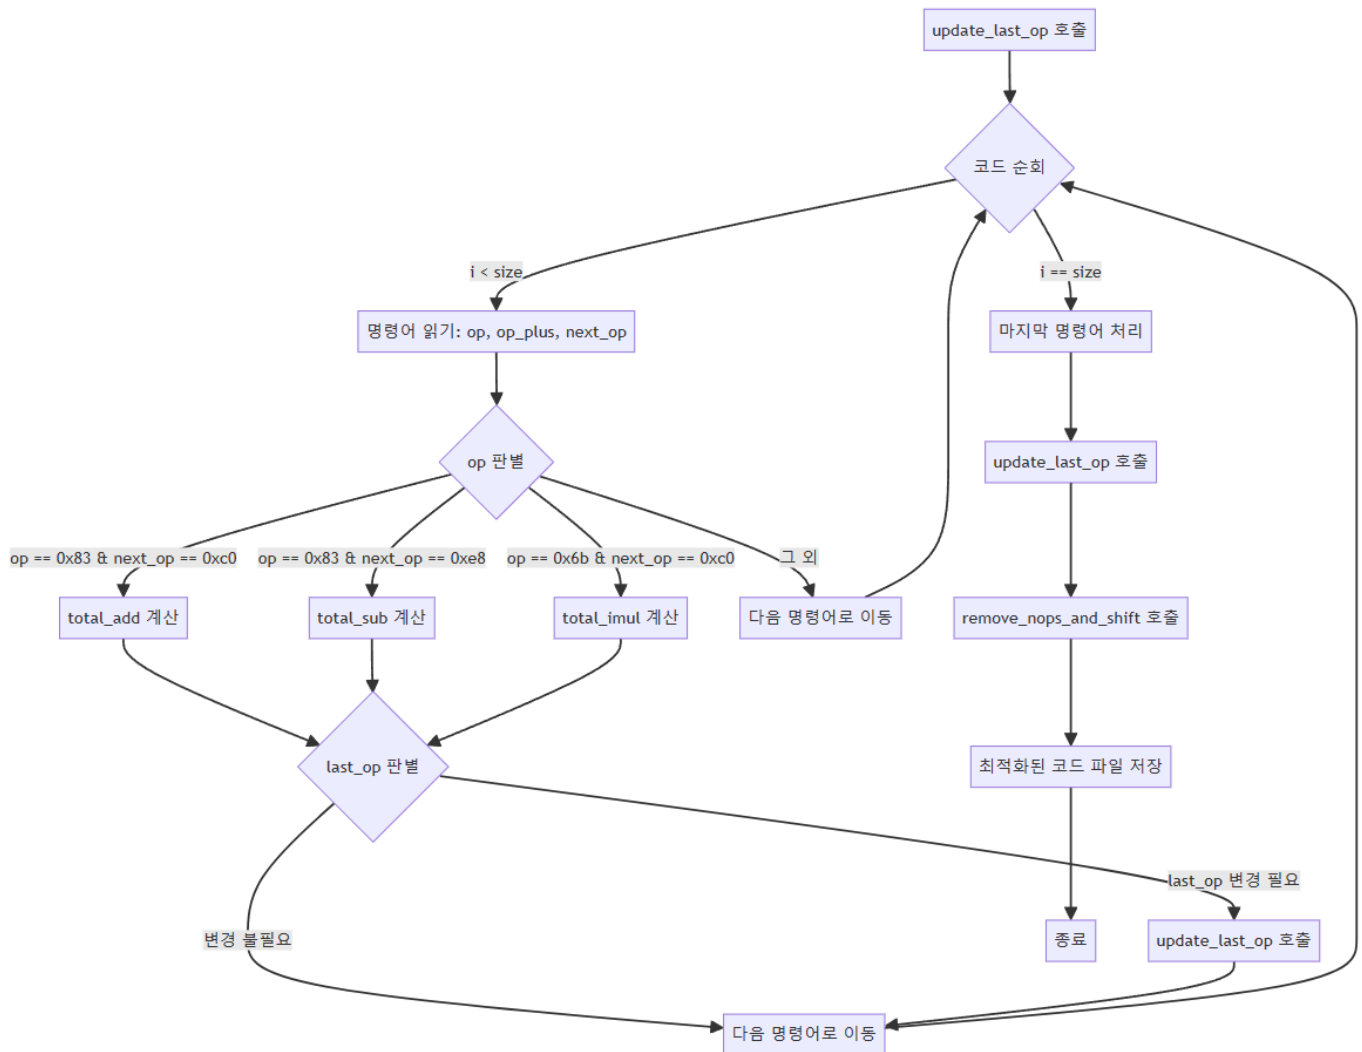 update_last_op 호출
코드 순회
i < size
i == size
명령어 읽기: op, op_plus, next_op
마지막 명령어 처리
op 판별
update_last_op 호출
op == 0x83 & next_op == 0xc0
op == 0x83 & next_op == 0xe8
op == 0x6b & next_op == 0xc0
그 외
total_add 계산
total_sub 계산
total_imul 계산
다음 명령어로 이동
remove_nops_and_shift 호출
last_op 판별
최적화된 코드 파일 저장
last_op 변경 필요
변경 불필요
종료
update_last_op 호출
다음 명령어로 이동